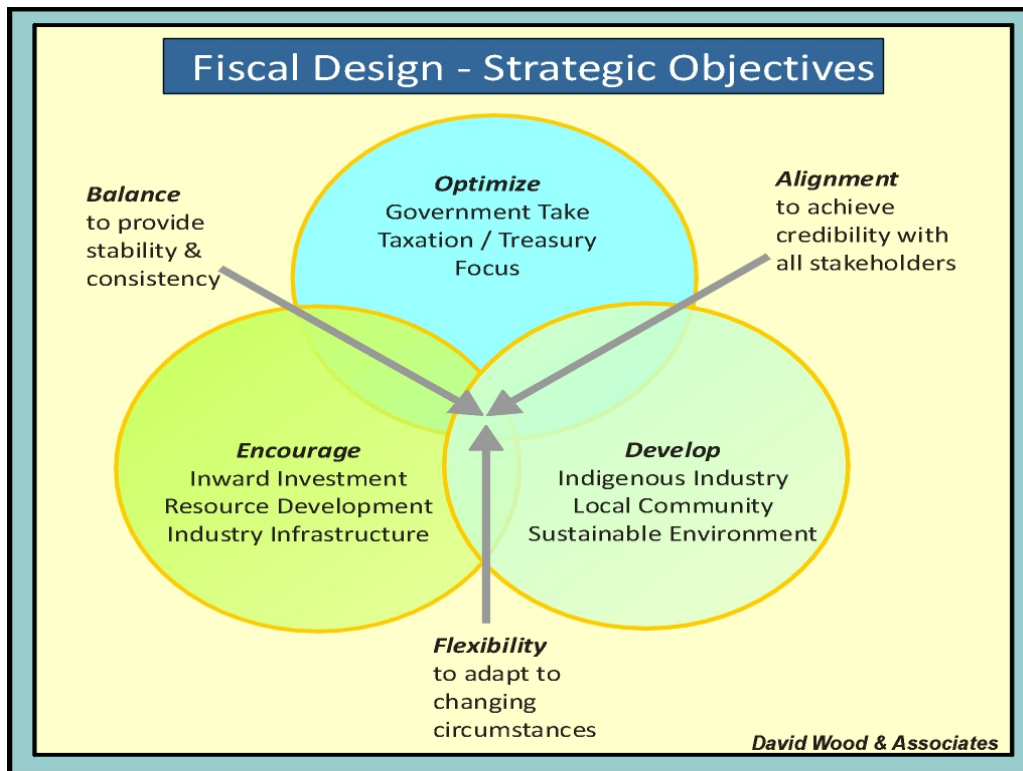 Fiscal Design - Strategic Objectives
Balance
to provide
stability &
consistency
Optimize
Government Take
Taxation / Treasury
Focus
Alignment
to achieve
credibility with
all stakeholders
Encourage
Inward Investment
Resource Development
Industry Infrastructure
Develop
Indigenous Industry
Local Community
Sustainable Environment
Flexibility
to adapt to
changing
circumstances
David Wood & Associates